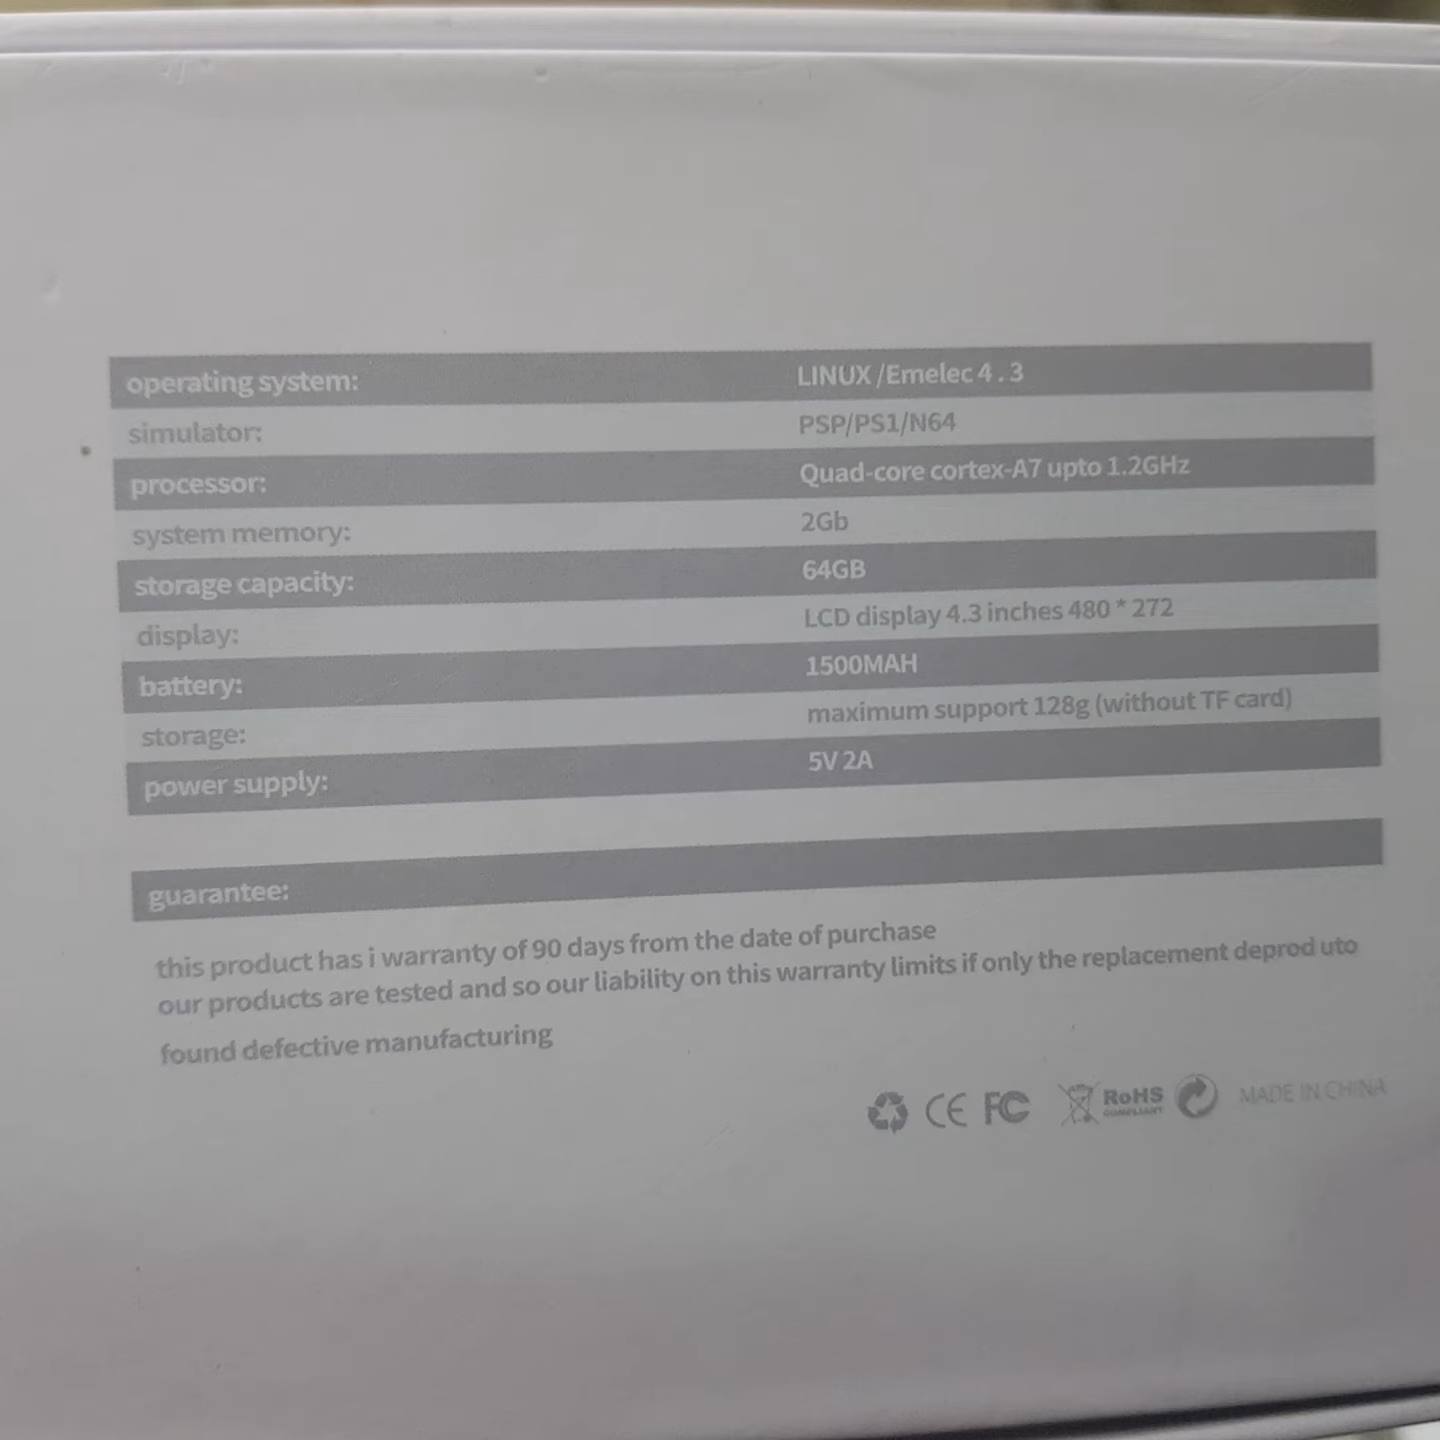 operating system: LINUX /Emelec 4 . 3
simulator: PSP/PS1/N64
processor: Quad-core cortex-A7 upto 1.2GHz
system memory: 2Gb
storage capacity: 64GB
display: LCD display 4.3 inches 480 * 272
battery: 1500MAH
storage: maximum support 128g (without TF card)
power supply: 5V 2A
guarantee:
this product has i warranty of 90 days from the date of purchase
our products are tested and so our liability on this warranty limits if only the replacement deprod uto
found defective manufacturing
CE FC RoHS COMPLIANT MADE IN CHINA